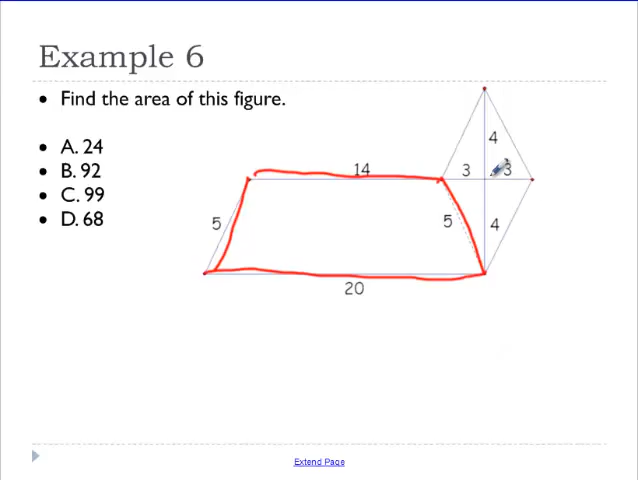 Example 6
• Find the area of this figure.
• A. 24
• B. 92
• C. 99
• D. 68
4
14
3
3
5
5
4
20
Extend Page